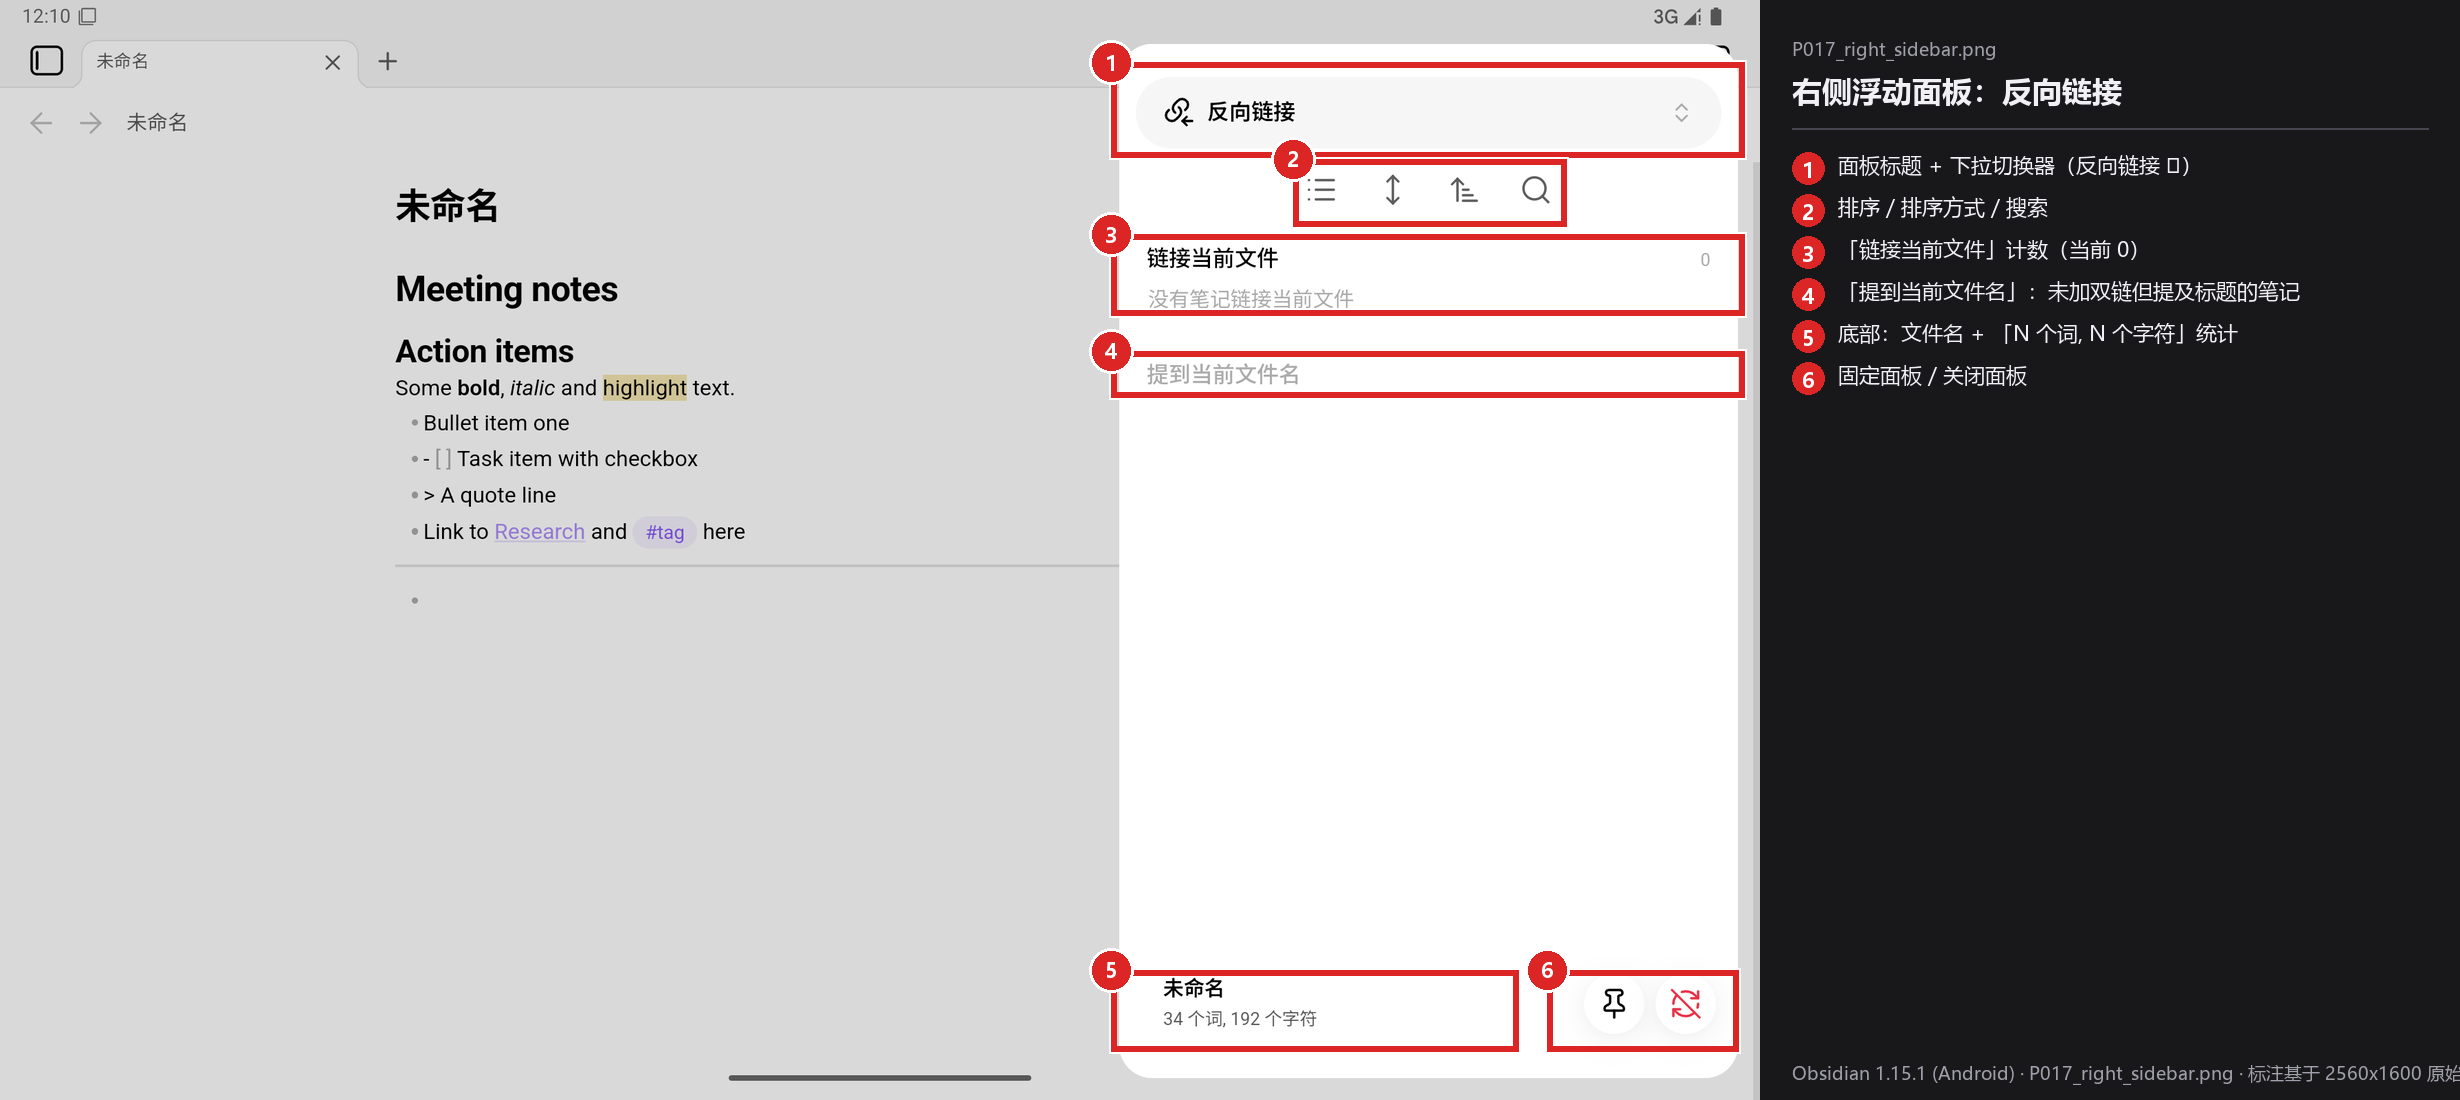 12:10
3G
未命名
未命名
未命名
Meeting notes
Action items
Some bold, italic and highlight text.
• Bullet item one
• - [ ] Task item with checkbox
• > A quote line
• Link to Research and #tag here
•
1
反向链接
2
3
链接当前文件
0
没有笔记链接当前文件
4
提到当前文件名
5
未命名
34 个词, 192 个字符
6
P017_right_sidebar.png
右侧浮动面板：反向链接
1 面板标题 + 下拉切换器（反向链接 ▯）
2 排序 / 排序方式 / 搜索
3 「链接当前文件」计数（当前 0）
4 「提到当前文件名」：未加双链但提及标题的笔记
5 底部：文件名 + 「N 个词, N 个字符」统计
6 固定面板 / 关闭面板
Obsidian 1.15.1 (Android) · P017_right_sidebar.png · 标注基于 2560x1600 原始